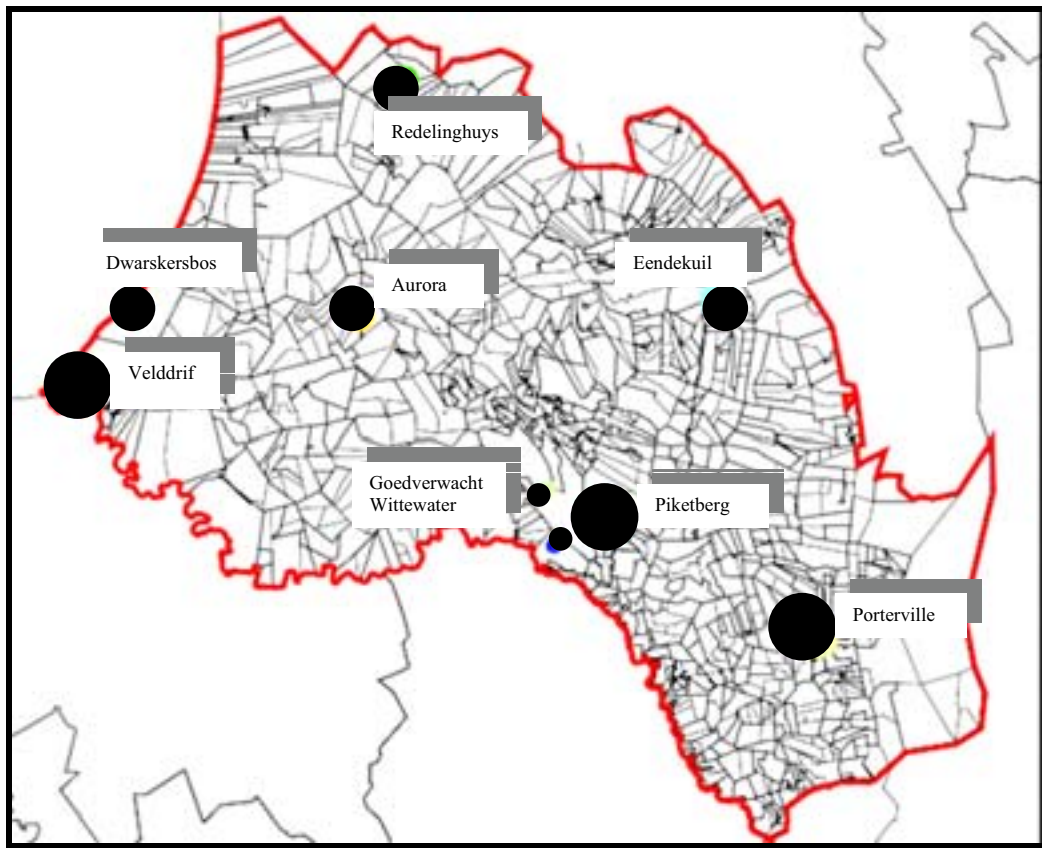 Redelinghuys
Dwarskersbos
Eendekuil
Aurora
Velddrif
Goedverwacht
Wittewater
Piketberg
Porterville